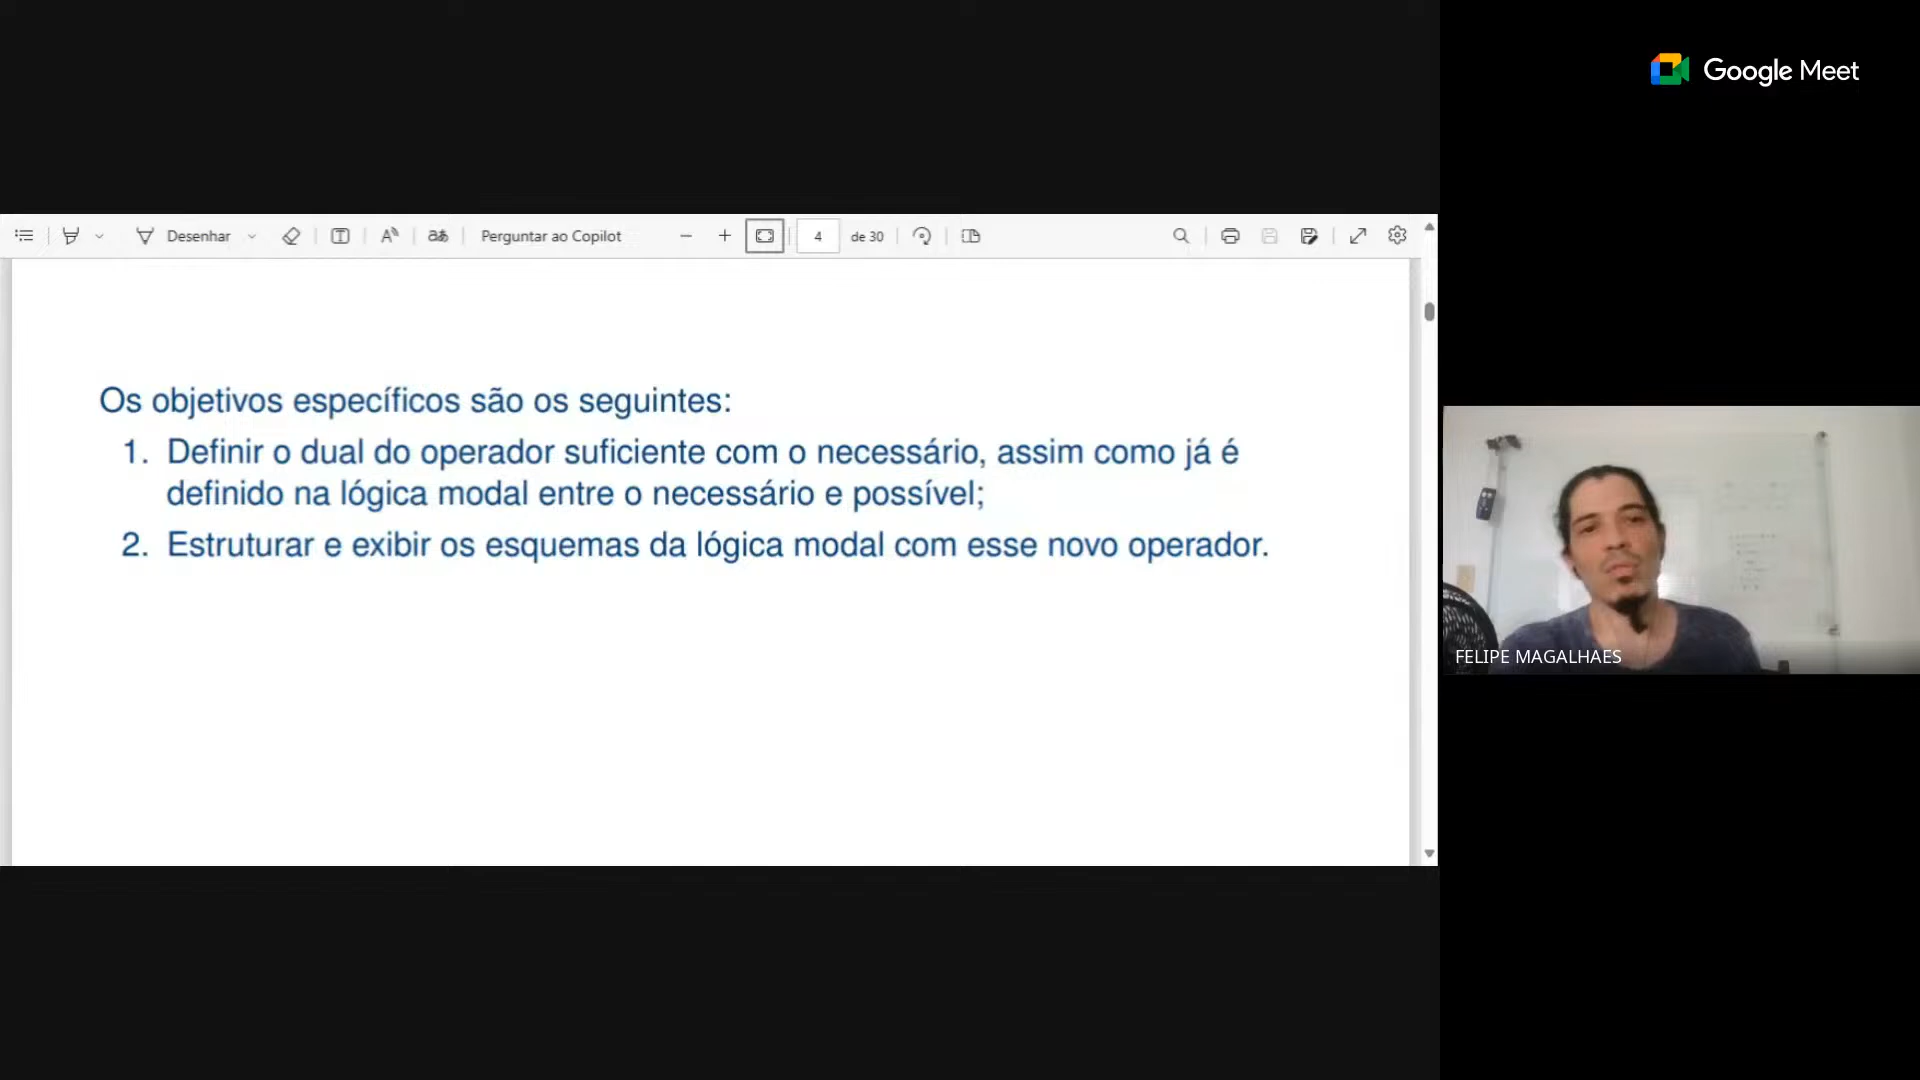 Google Meet
Desenhar
Perguntar ao Copilot
4
de 30
Os objetivos específicos são os seguintes:
1. Definir o dual do operador suficiente com o necessário, assim como já é
definido na lógica modal entre o necessário e possível;
2. Estruturar e exibir os esquemas da lógica modal com esse novo operador.
FELIPE MAGALHAES